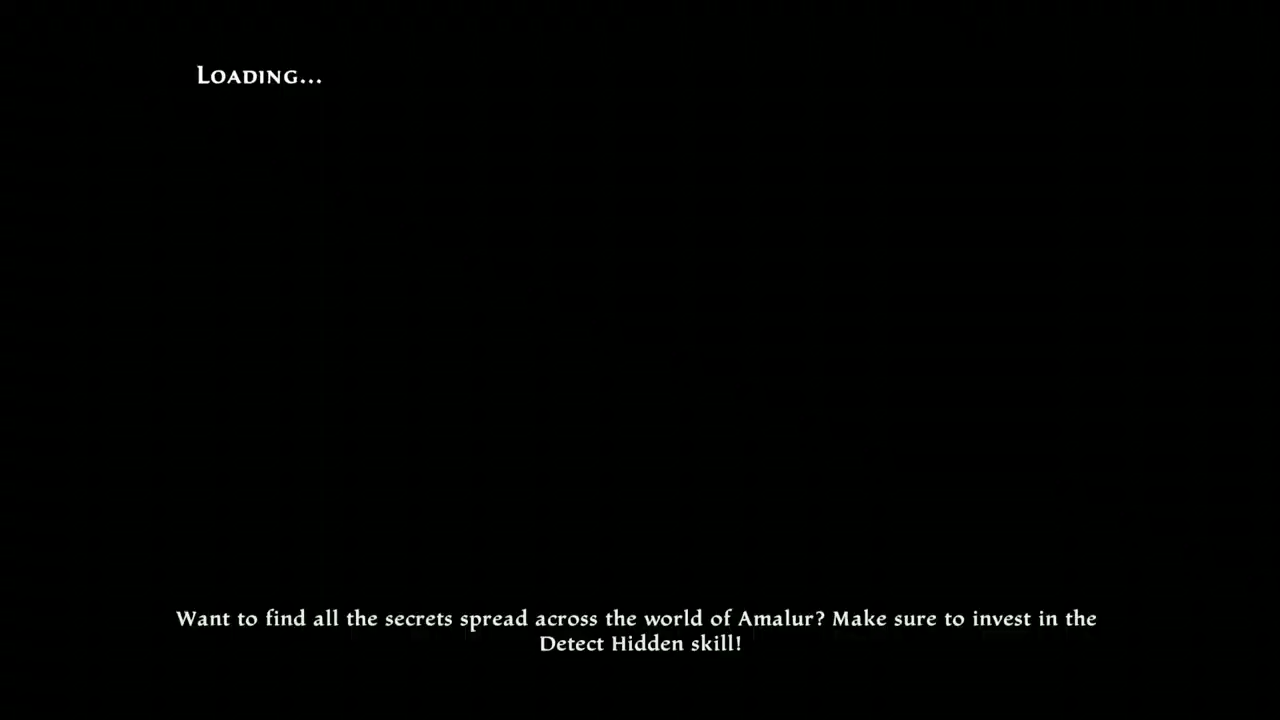 Loading...
Want to find all the secrets spread across the world of Amalur? Make sure to invest in the
Detect Hidden skill!